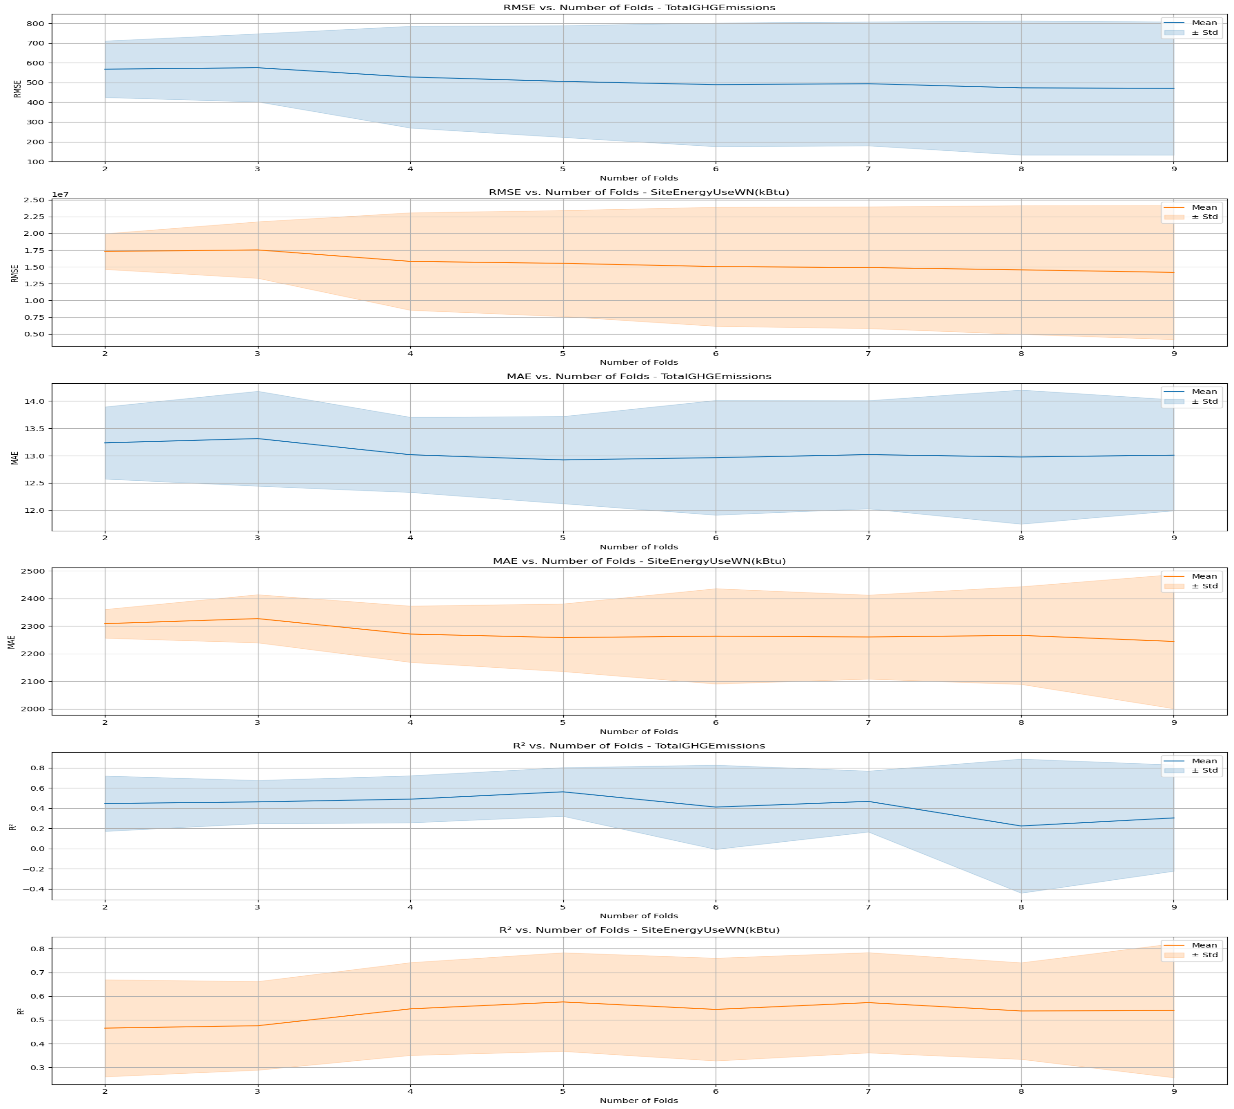 RMSE vs. Number of Folds - TotalGHGEmissions
800
700
600
500
400
300
200
100
RMSE
Mean
± Std
2 3 4 5 6 7 8 9
Number of Folds
RMSE vs. Number of Folds - SiteEnergyUseWN(kBtu)
1e7
2.50
2.25
2.00
1.75
1.50
1.25
1.00
0.75
0.50
RMSE
Mean
± Std
2 3 4 5 6 7 8 9
Number of Folds
MAE vs. Number of Folds - TotalGHGEmissions
14.0
13.5
13.0
12.5
12.0
MAE
Mean
± Std
2 3 4 5 6 7 8 9
Number of Folds
MAE vs. Number of Folds - SiteEnergyUseWN(kBtu)
2500
2400
2300
2200
2100
2000
MAE
Mean
± Std
2 3 4 5 6 7 8 9
Number of Folds
R² vs. Number of Folds - TotalGHGEmissions
0.8
0.6
0.4
0.2
0.0
−0.2
−0.4
R²
Mean
± Std
2 3 4 5 6 7 8 9
Number of Folds
R² vs. Number of Folds - SiteEnergyUseWN(kBtu)
0.8
0.7
0.6
0.5
0.4
0.3
R²
Mean
± Std
2 3 4 5 6 7 8 9
Number of Folds